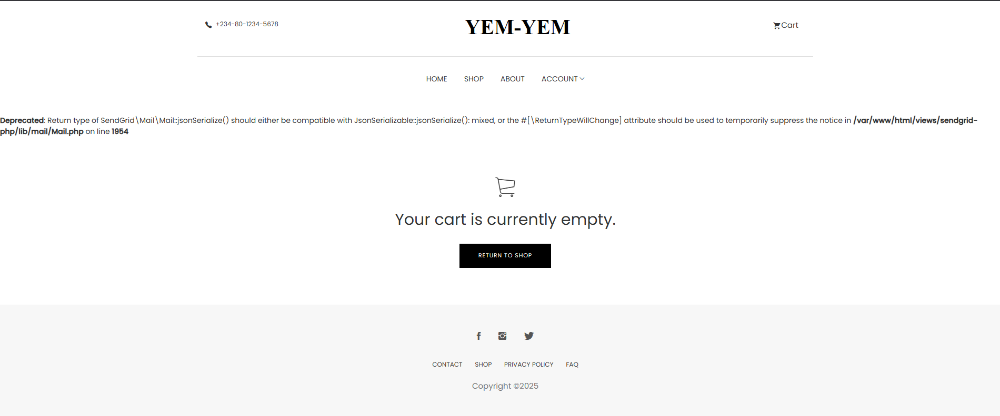 +234-80-1234-5678
YEM-YEM
Cart
HOME SHOP ABOUT ACCOUNT
Deprecated: Return type of SendGrid\Mail\Mail::jsonSerialize() should either be compatible with JsonSerializable::jsonSerialize(): mixed, or the #[\ReturnTypeWillChange] attribute should be used to temporarily suppress the notice in /var/www/html/views/sendgrid-
php/lib/mail/Mail.php on line 1954
Your cart is currently empty.
RETURN TO SHOP
CONTACT SHOP PRIVACY POLICY FAQ
Copyright ©2025